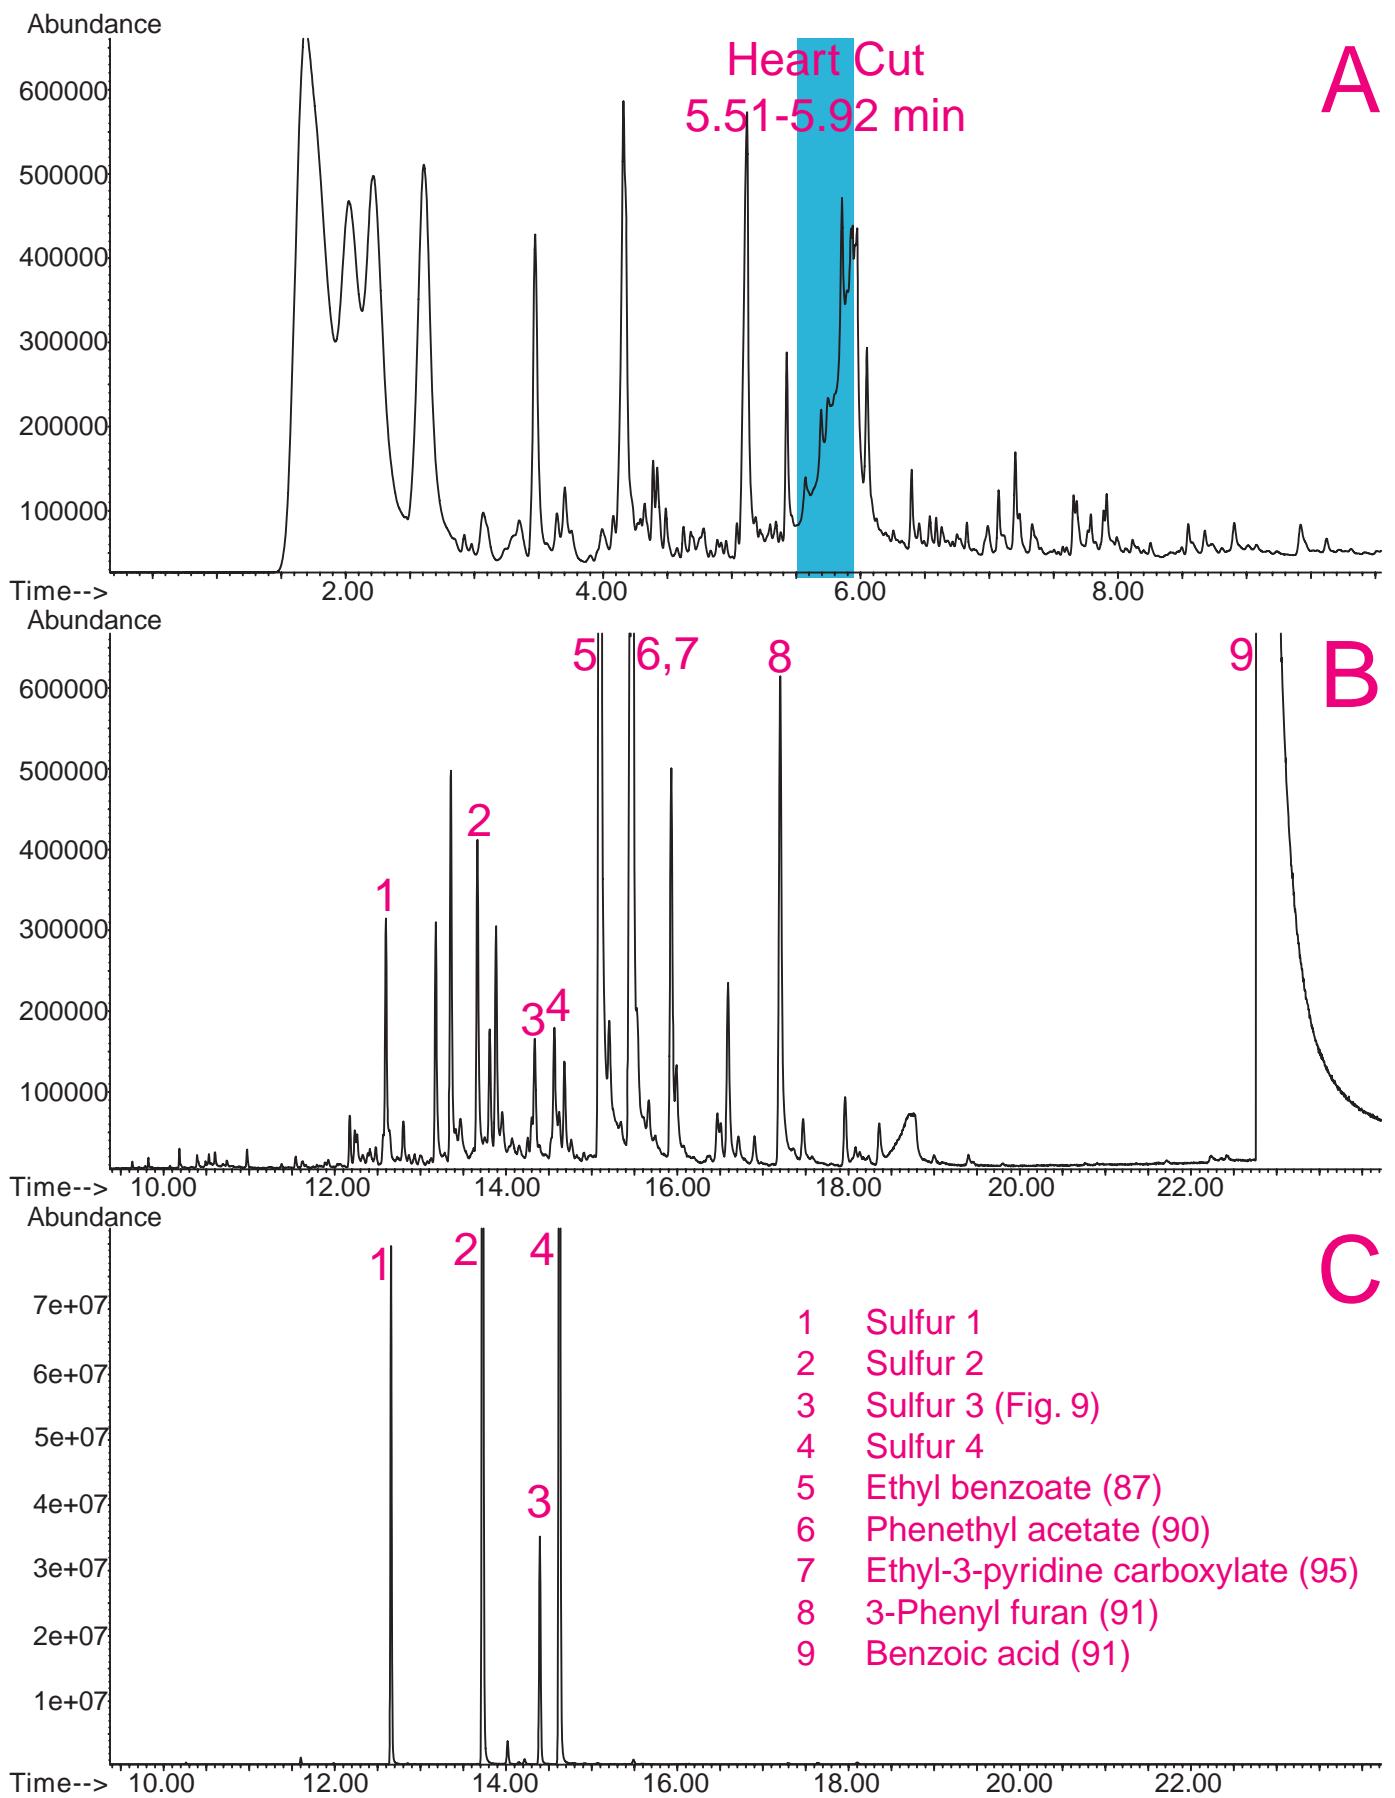 Abundance
Heart Cut
5.51-5.92 min
A
600000
500000
400000
300000
200000
100000
Time--> 2.00 4.00 6.00 8.00
Abundance
5 6,7 8 9 B
600000
500000
400000
300000
200000
100000
1
2
3 4
Time--> 10.00 12.00 14.00 16.00 18.00 20.00 22.00
Abundance
1 2 4 C
3
7e+07
6e+07
5e+07
4e+07
3e+07
2e+07
1e+07
1 Sulfur 1
2 Sulfur 2
3 Sulfur 3 (Fig. 9)
4 Sulfur 4
5 Ethyl benzoate (87)
6 Phenethyl acetate (90)
7 Ethyl-3-pyridine carboxylate (95)
8 3-Phenyl furan (91)
9 Benzoic acid (91)
Time--> 10.00 12.00 14.00 16.00 18.00 20.00 22.00